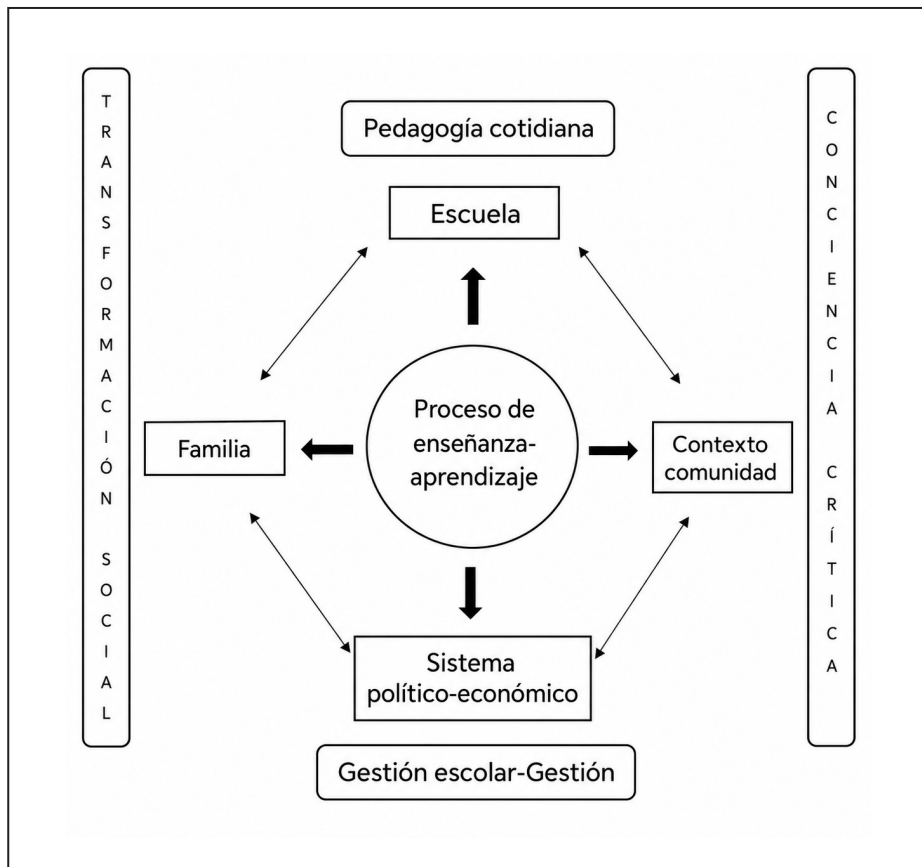 TRANSFORMACIÓN SOCIAL
Pedagogía cotidiana
Escuela
Familia
Proceso de
enseñanza-
aprendizaje
Contexto
comunidad
Sistema
político-económico
Gestión escolar-Gestión
CONCIENCIA CRÍTICA